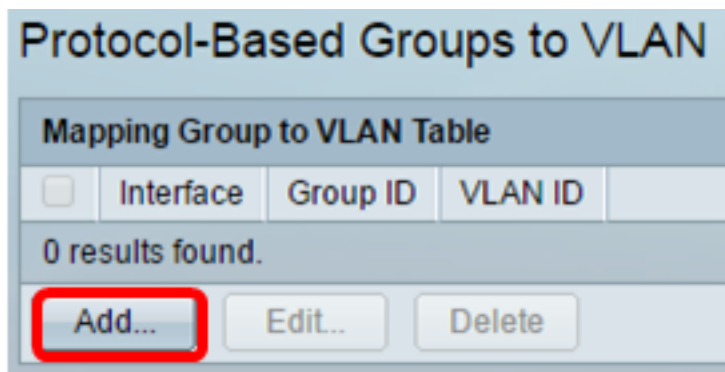 Protocol-Based Groups to VLAN
Mapping Group to VLAN Table
Interface Group ID VLAN ID
0 results found.
Add... Edit... Delete